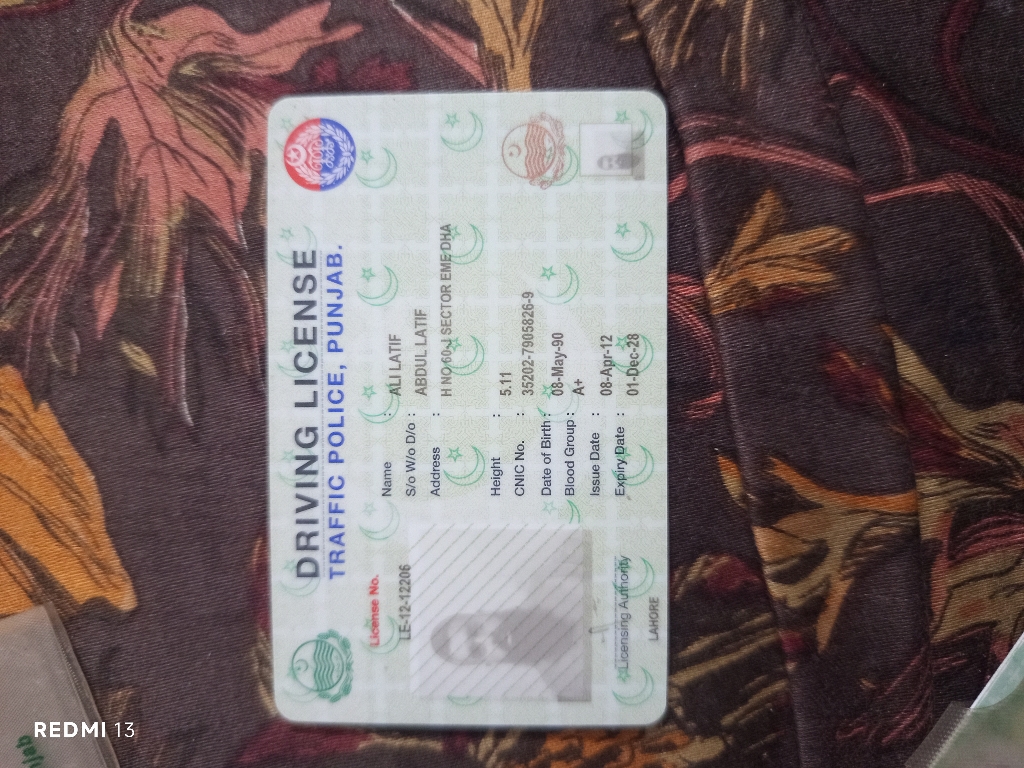 DRIVING LICENSE
TRAFFIC POLICE, PUNJAB.
License No.
LE-12-12206
Name : ALI LATIF
S/o W/o D/o : ABDUL LATIF
Address : H NO 60-J SECTOR EME DHA
Height : 5.11
CNIC No. : 35202-7905826-9
Date of Birth : 08-May-90
Blood Group : A+
Issue Date : 08-Apr-12
Expiry Date : 01-Dec-28
Licensing Authority
LAHORE
REDMI 13